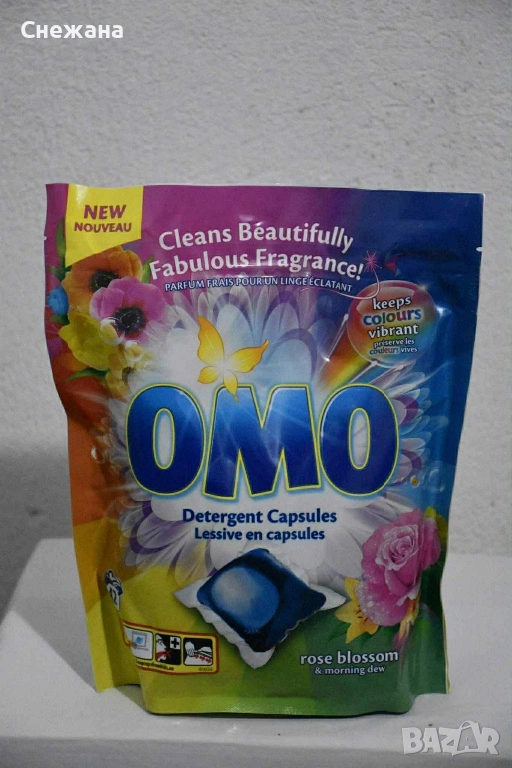 Снежана
NEW
NOUVEAU
Cleans Beautifully
Fabulous Fragrance!
PARFUM FRAIS POUR UN LINGE ÉCLATANT
keeps
colours
vibrant
préserve les
couleurs vives
OMO
Detergent Capsules
Lessive en capsules
rose blossom
& morning dew
BAZAR